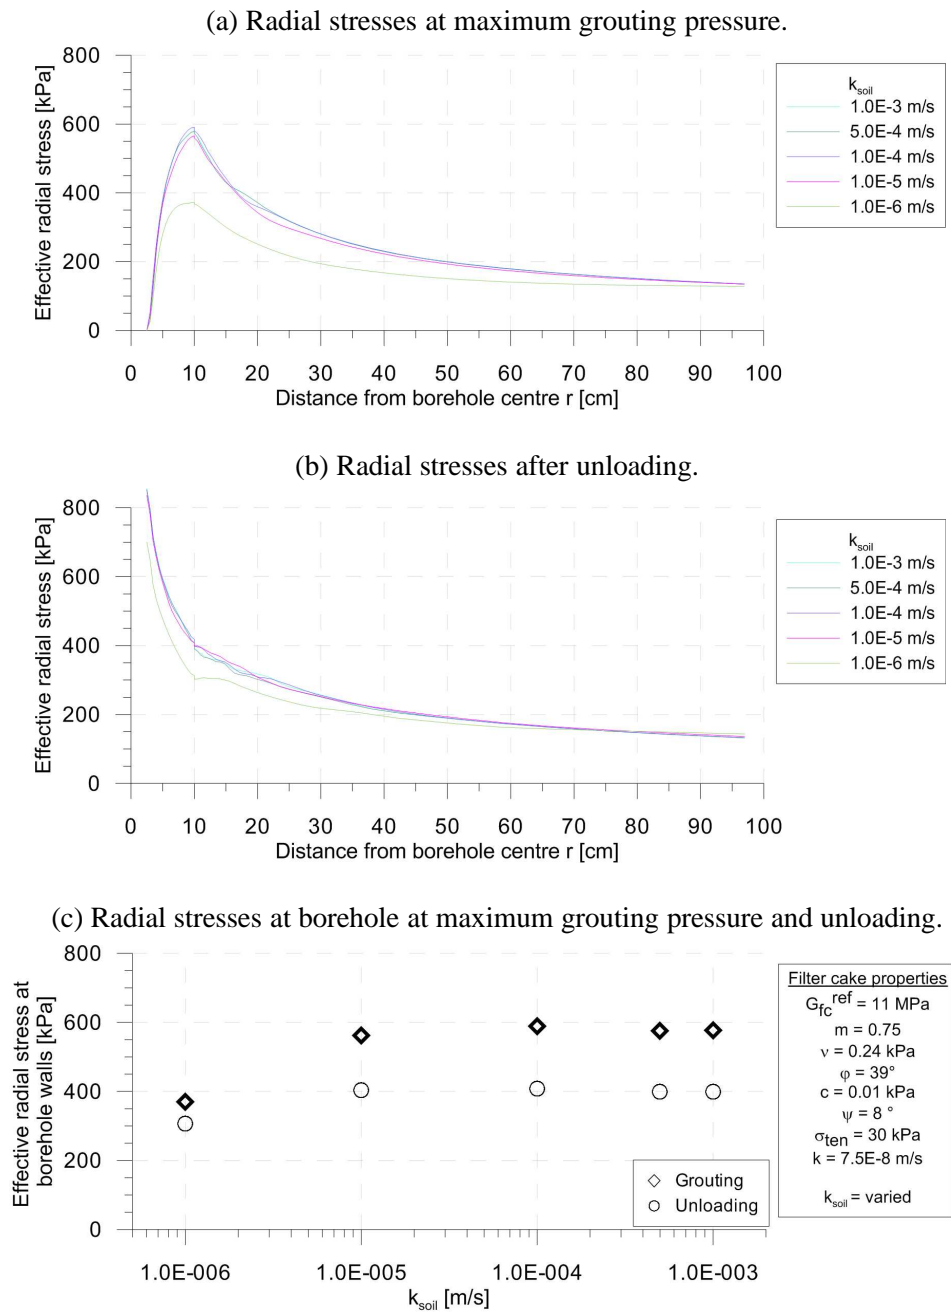 (a) Radial stresses at maximum grouting pressure.
Effective radial stress [kPa]
800
600
400
200
0
0 10 20 30 40 50 60 70 80 90 100
Distance from borehole centre r [cm]
k_soil
1.0E-3 m/s
5.0E-4 m/s
1.0E-4 m/s
1.0E-5 m/s
1.0E-6 m/s
(b) Radial stresses after unloading.
Effective radial stress [kPa]
800
600
400
200
0
0 10 20 30 40 50 60 70 80 90 100
Distance from borehole centre r [cm]
k_soil
1.0E-3 m/s
5.0E-4 m/s
1.0E-4 m/s
1.0E-5 m/s
1.0E-6 m/s
(c) Radial stresses at borehole at maximum grouting pressure and unloading.
Effective radial stress at
borehole walls [kPa]
800
600
400
200
0
1.0E-006 1.0E-005 1.0E-004 1.0E-003
k_soil [m/s]
Grouting
Unloading
Filter cake properties
G_fc^ref = 11 MPa
m = 0.75
ν = 0.24 kPa
φ = 39°
c = 0.01 kPa
ψ = 8 °
σ_ten = 30 kPa
k = 7.5E-8 m/s
k_soil = varied